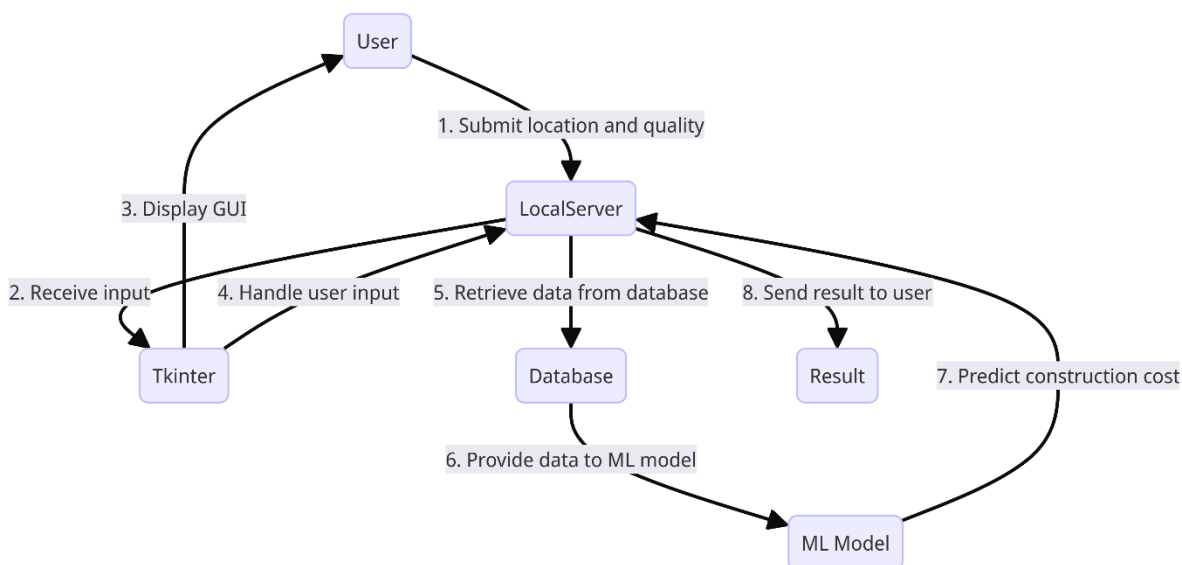 User
1. Submit location and quality
3. Display GUI
LocalServer
2. Receive input
4. Handle user input
5. Retrieve data from database
8. Send result to user
Tkinter
Database
Result
7. Predict construction cost
6. Provide data to ML model
ML Model